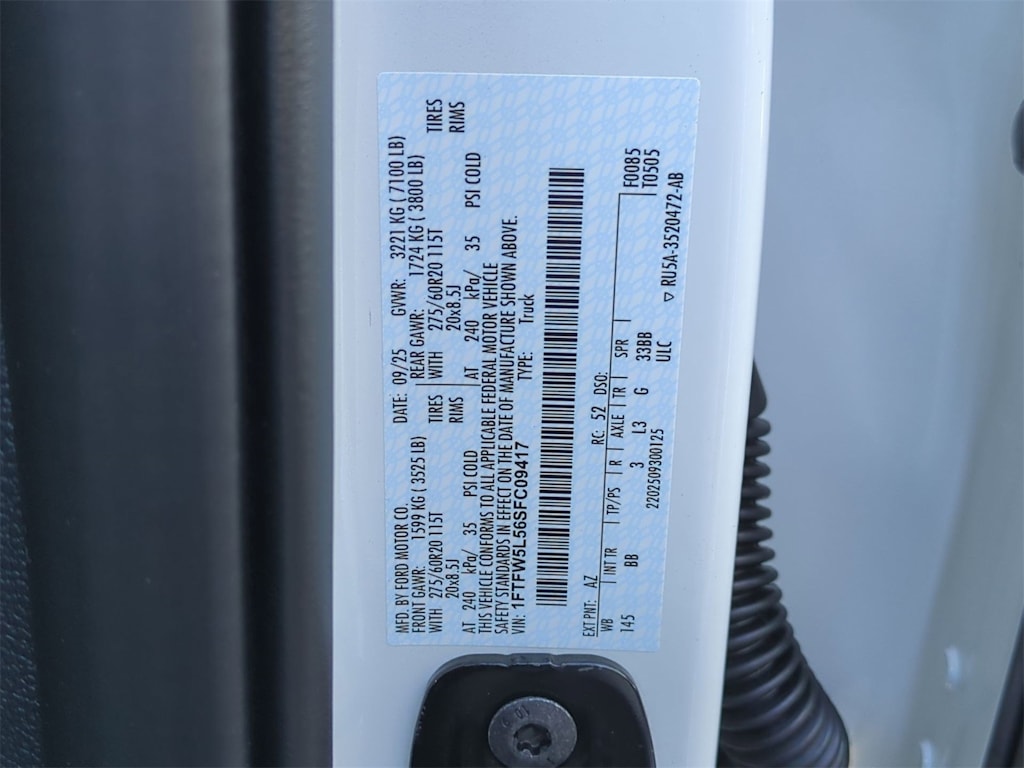 MFD. BY FORD MOTOR CO.
DATE: 09/25 GVWR: 3221 KG ( 7100 LB)
FRONT GAWR: 1599 KG ( 3525 LB) REAR GAWR: 1724 KG ( 3800 LB)
WITH 275/60R20 115T TIRES WITH 275/60R20 115T TIRES
20x8.5J RIMS 20x8.5J RIMS
AT 240 kPa/ 35 PSI COLD AT 240 kPa/ 35 PSI COLD
THIS VEHICLE CONFORMS TO ALL APPLICABLE FEDERAL MOTOR VEHICLE
SAFETY STANDARDS IN EFFECT ON THE DATE OF MANUFACTURE SHOWN ABOVE.
VIN: 1FTFW5L56SFC09417 TYPE: Truck
EXT PNT: AZ RC: 52 DSO: F0085
WB INTR TP/PS R AXLE TR SPR T0505
145 BB 3 L3 G 33BB
2202509300125 ULC ▽ RU5A-3520472-AB